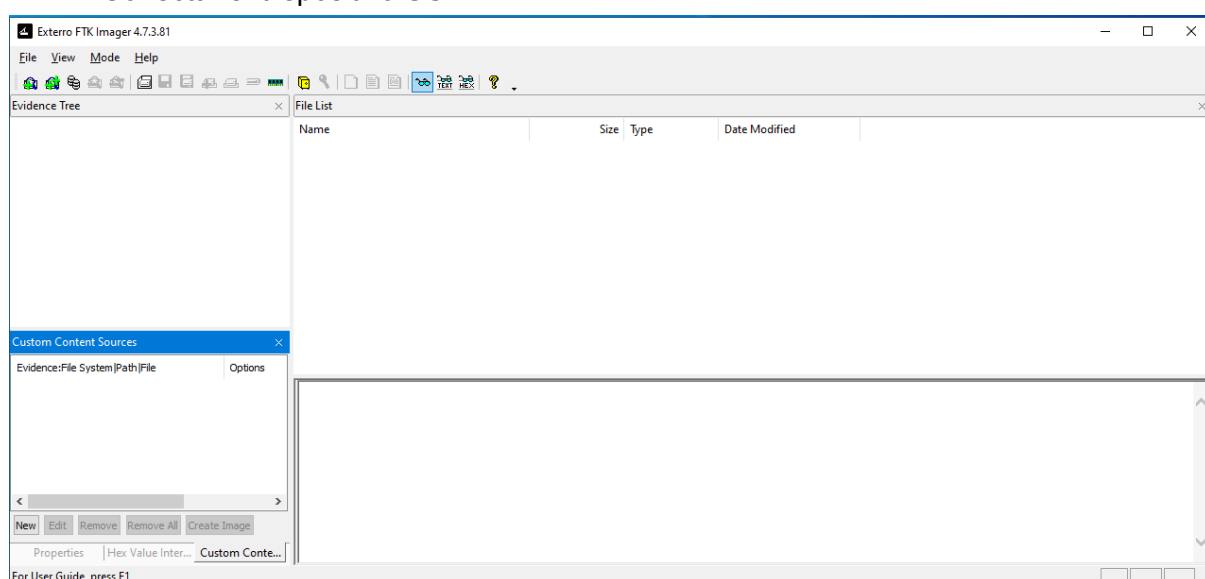 Exterro FTK Imager 4.7.3.81
File View Mode Help
TEXT HEX
Evidence Tree
File List
Name Size Type Date Modified
Custom Content Sources
Evidence:File System|Path|File Options
New Edit Remove Remove All Create Image
Properties Hex Value Inter... Custom Conte...
For User Guide, press F1